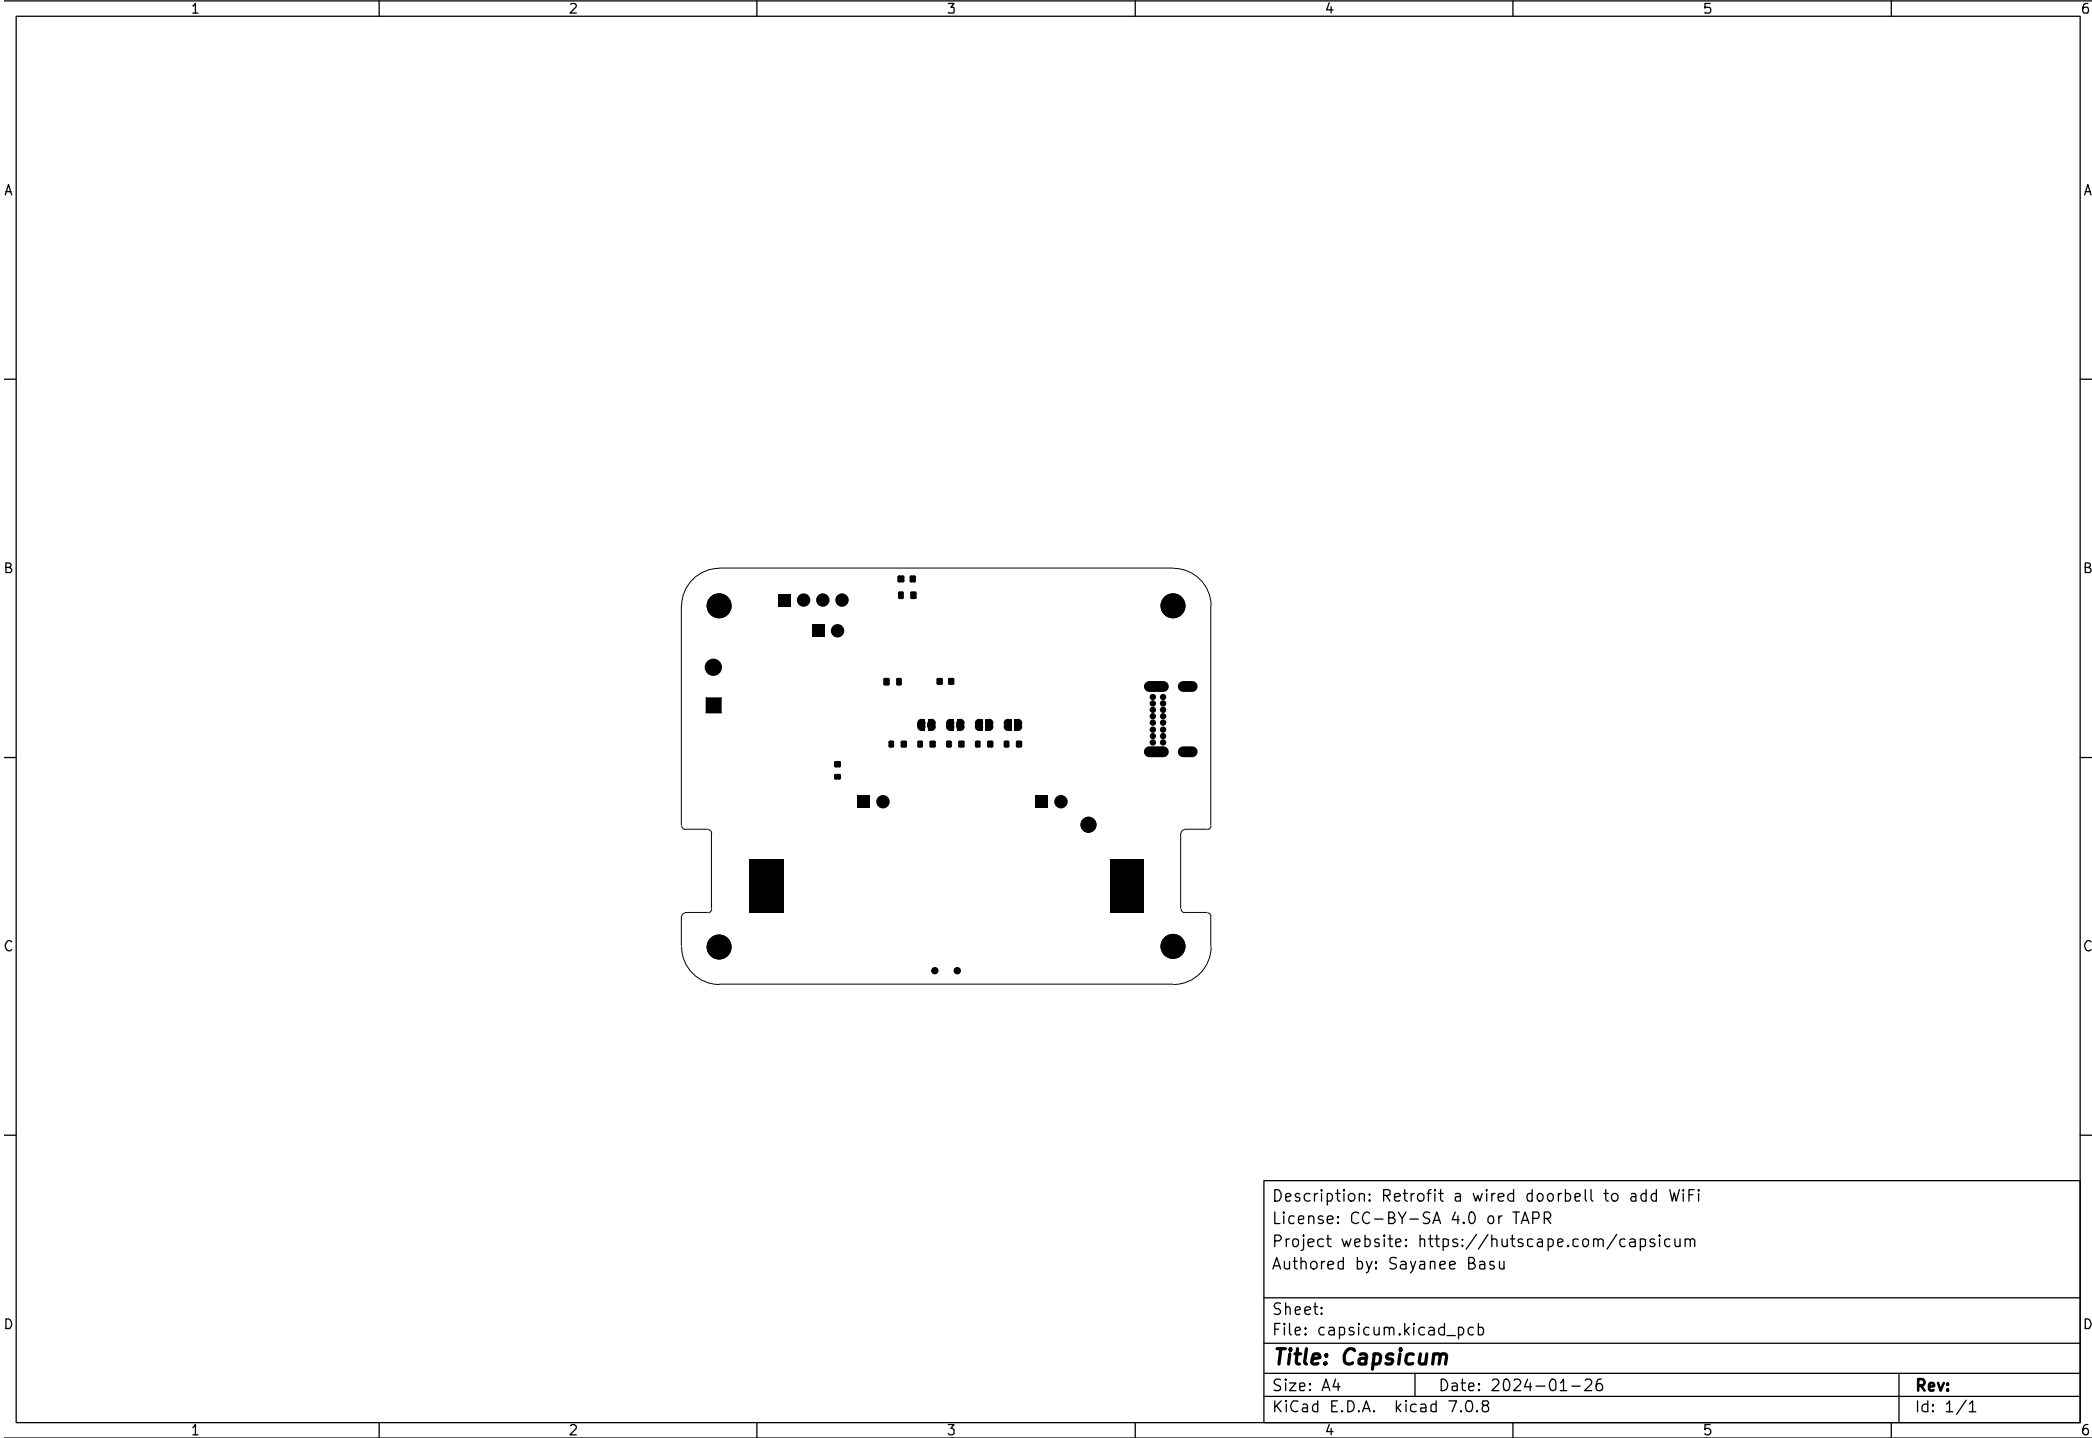 1 2 3 4 5 6
A A
B B
C C
Description: Retrofit a wired doorbell to add WiFi
License: CC-BY-SA 4.0 or TAPR
Project website: https://hutscape.com/capsicum
Authored by: Sayanee Basu
Sheet:
D D
File: capsicum.kicad_pcb
Title: Capsicum
Size: A4 Date: 2024-01-26 Rev:
KiCad E.D.A. kicad 7.0.8 Id: 1/1
1 2 3 4 5 6